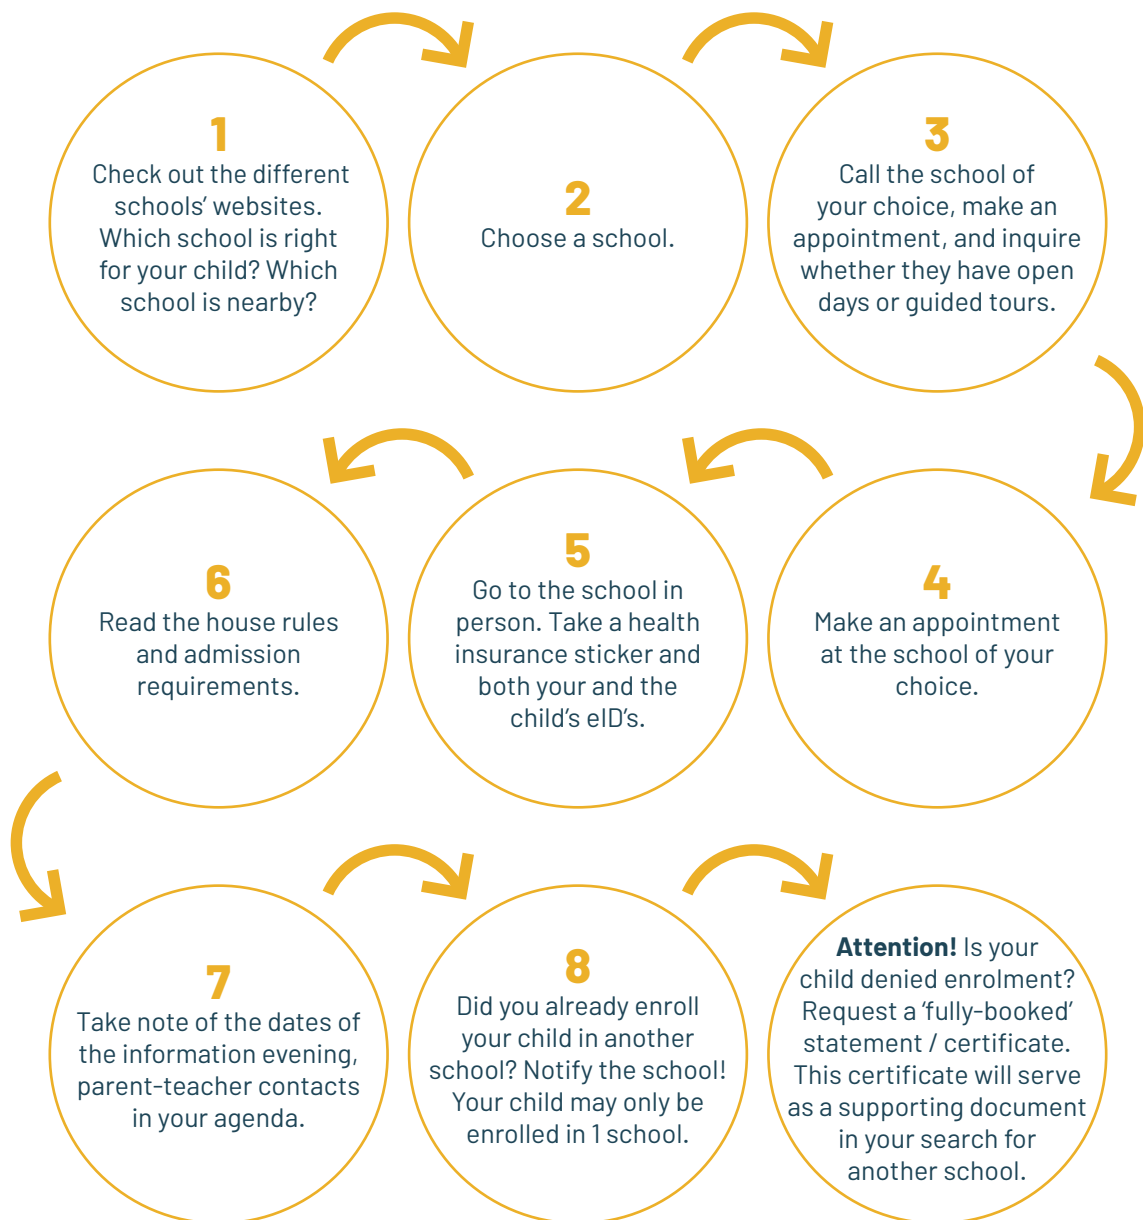 1
Check out the different
schools’ websites.
Which school is right
for your child? Which
school is nearby?
2
Choose a school.
3
Call the school of
your choice, make an
appointment, and inquire
whether they have open
days or guided tours.
4
Make an appointment
at the school of your
choice.
5
Go to the school in
person. Take a health
insurance sticker and
both your and the
child’s eID’s.
6
Read the house rules
and admission
requirements.
7
Take note of the dates of
the information evening,
parent-teacher contacts
in your agenda.
8
Did you already enroll
your child in another
school? Notify the school!
Your child may only be
enrolled in 1 school.
Attention! Is your
child denied enrolment?
Request a ‘fully-booked’
statement / certificate.
This certificate will serve
as a supporting document
in your search for
another school.